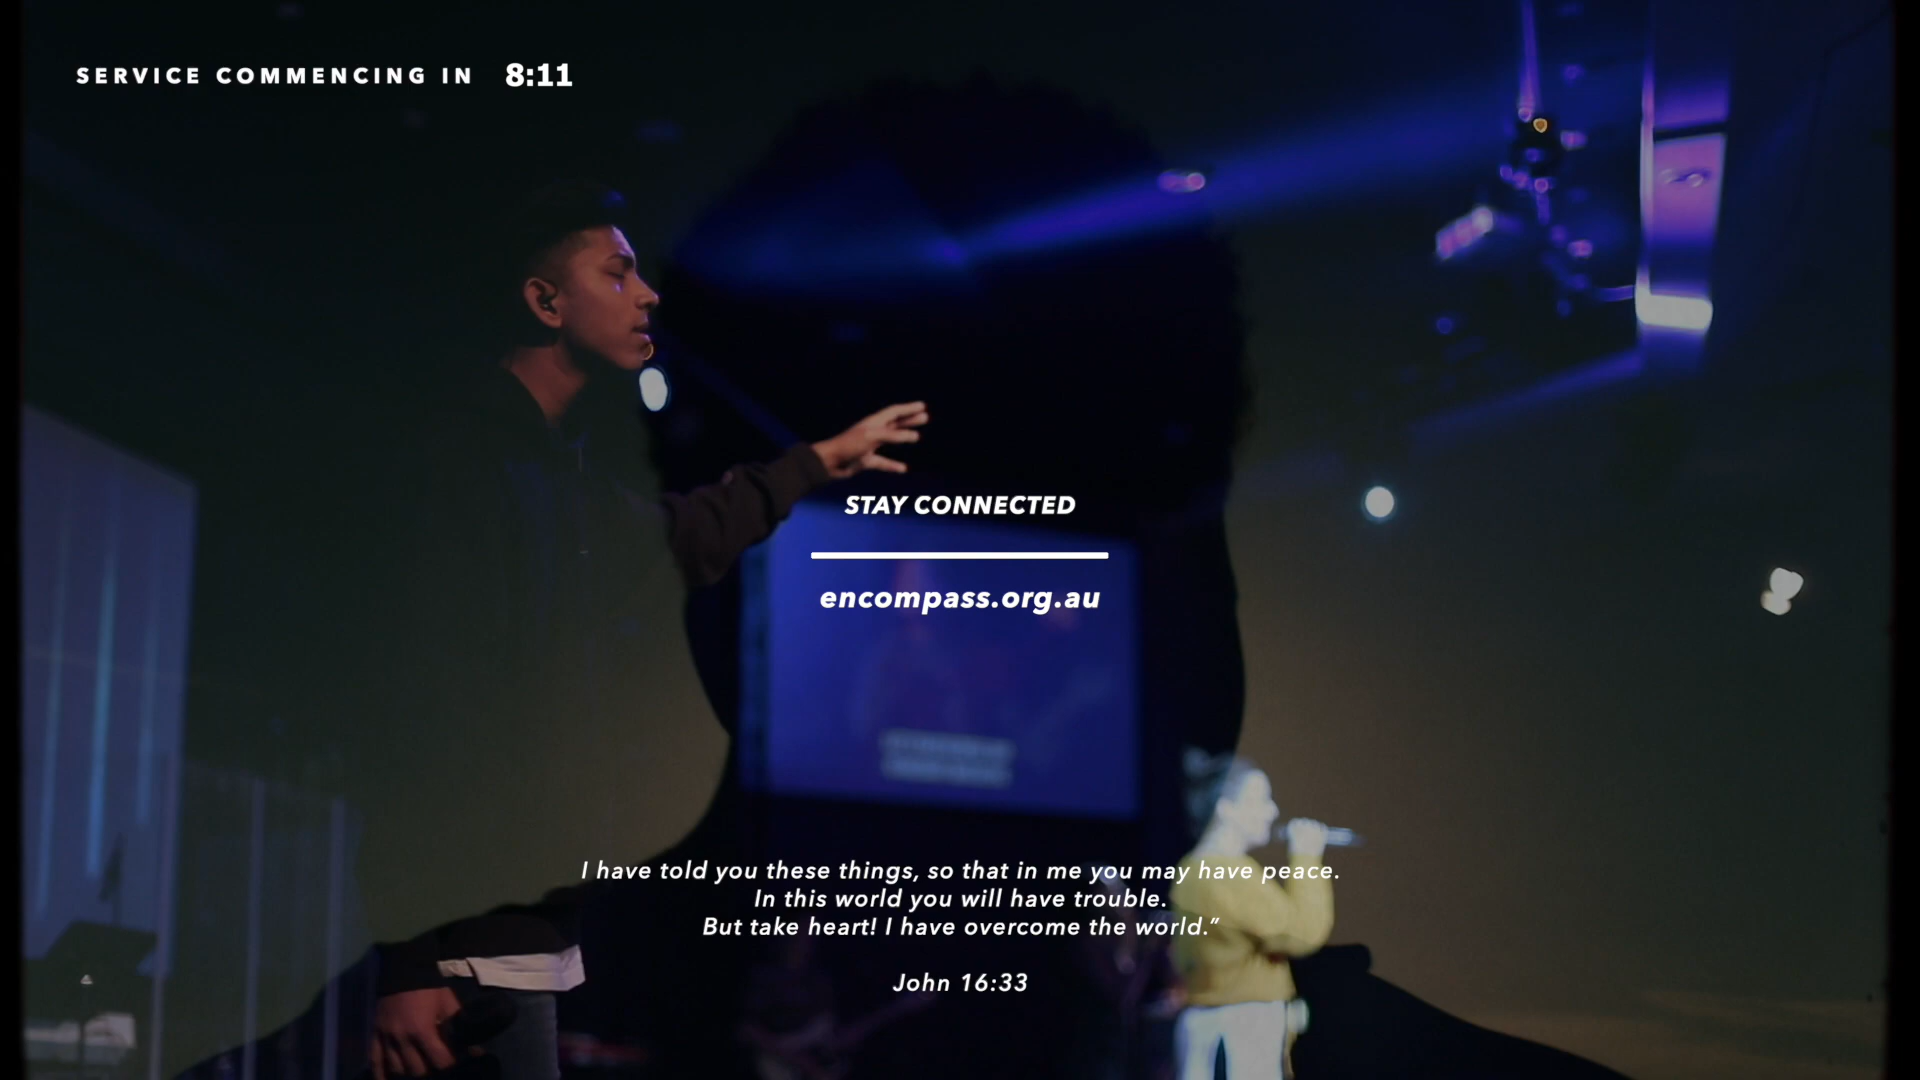 SERVICE COMMENCING IN 8:11
STAY CONNECTED
encompass.org.au
I have told you these things, so that in me you may have peace.
In this world you will have trouble.
But take heart! I have overcome the world.”
John 16:33